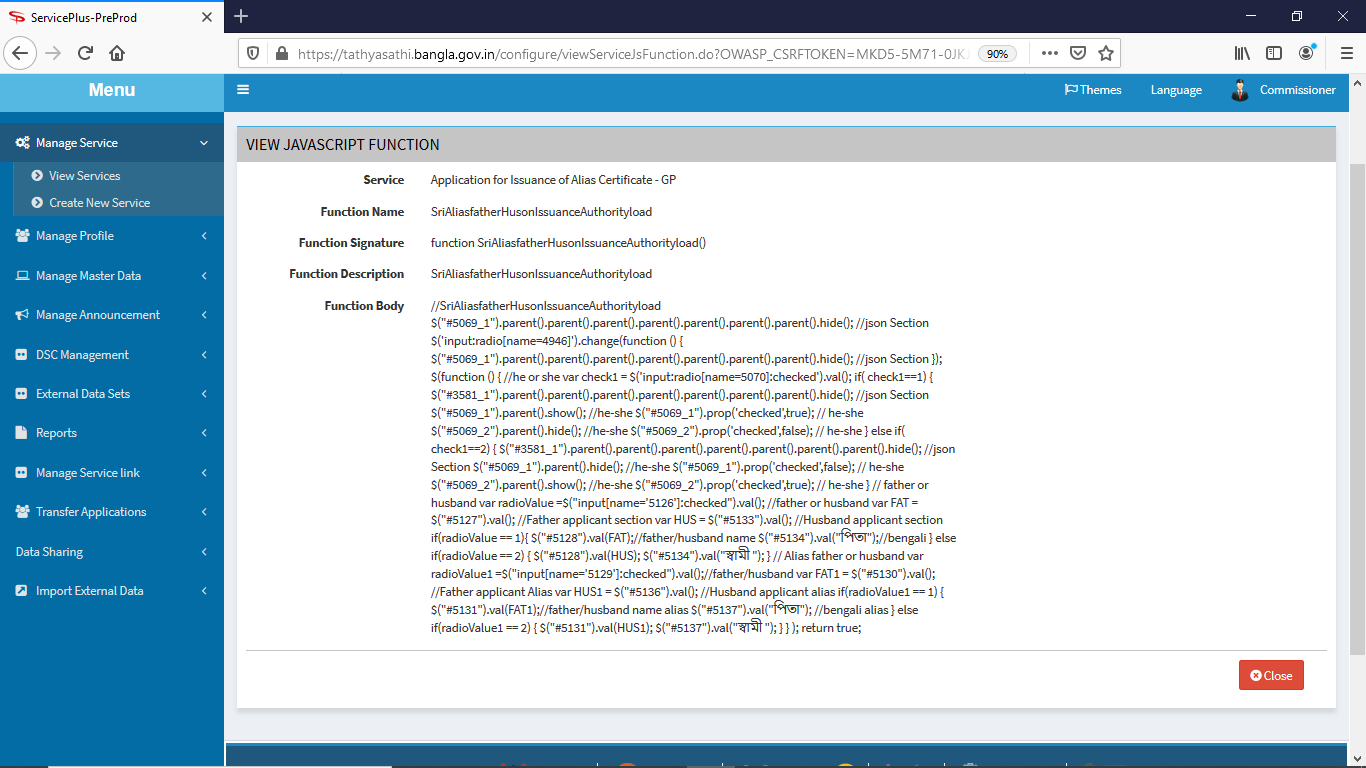 ServicePlus-PreProd
https://tathyasathi.bangla.gov.in/configure/viewServiceJsFunction.do?OWASP_CSRFTOKEN=MKD5-5M71-0JK
90%
Menu
Themes
Language
Commissioner
Manage Service
View Services
Create New Service
Manage Profile
Manage Master Data
Manage Announcement
DSC Management
External Data Sets
Reports
Manage Service link
Transfer Applications
Data Sharing
Import External Data
VIEW JAVASCRIPT FUNCTION
Service Application for Issuance of Alias Certificate - GP
Function Name SriAliasfatherHusonIssuanceAuthorityload
Function Signature function SriAliasfatherHusonIssuanceAuthorityload()
Function Description SriAliasfatherHusonIssuanceAuthorityload
Function Body //SriAliasfatherHusonIssuanceAuthorityload
$("#5069_1").parent().parent().parent().parent().parent().parent().parent().hide(); //json Section
$('input:radio[name=4946]').change(function () {
$("#5069_1").parent().parent().parent().parent().parent().parent().parent().hide(); //json Section });
$(function () { //he or she var check1 = $('input:radio[name=5070]:checked').val(); if( check1==1) {
$("#3581_1").parent().parent().parent().parent().parent().parent().parent().hide(); //json Section
$("#5069_1").parent().show(); //he-she $("#5069_1").prop('checked',true); // he-she
$("#5069_2").parent().hide(); //he-she $("#5069_2").prop('checked',false); // he-she } else if(
check1==2) { $("#3581_1").parent().parent().parent().parent().parent().parent().parent().hide(); //json
Section $("#5069_1").parent().hide(); //he-she $("#5069_1").prop('checked',false); // he-she
$("#5069_2").parent().show(); //he-she $("#5069_2").prop('checked',true); // he-she } // father or
husband var radioValue =$("input[name='5126']:checked").val(); //father or husband var FAT =
$("#5127").val(); //Father applicant section var HUS = $("#5133").val(); //Husband applicant section
if(radioValue == 1){ $("#5128").val(FAT);//father/husband name $("#5134").val("পিতা");//bengali } else
if(radioValue == 2) { $("#5128").val(HUS); $("#5134").val("স্বামী "); } // Alias father or husband var
radioValue1 =$("input[name='5129']:checked").val();//father/husband var FAT1 = $("#5130").val();
//Father applicant Alias var HUS1 = $("#5136").val(); //Husband applicant alias if(radioValue1 == 1) {
$("#5131").val(FAT1);//father/husband name alias $("#5137").val("পিতা"); //bengali alias } else
if(radioValue1 == 2) { $("#5131").val(HUS1); $("#5137").val("স্বামী "); } } ); return true;
Close